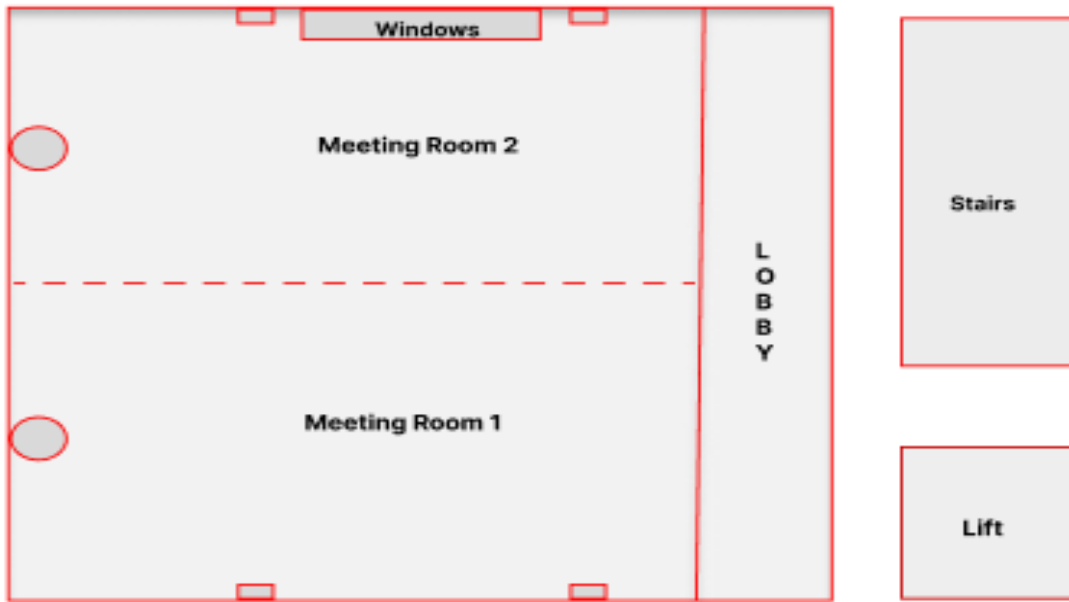 Windows
Meeting Room 2
Stairs
L
O
B
B
Y
Meeting Room 1
Lift